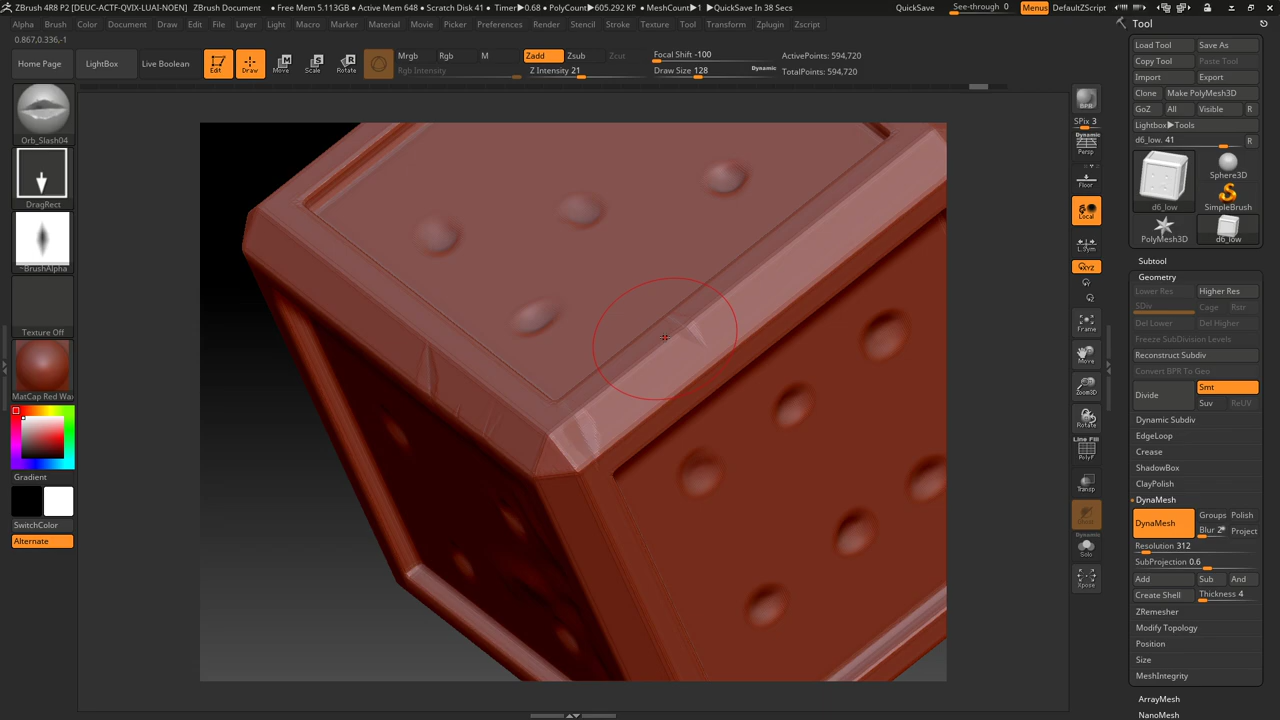 ZBrush 4R8 P2 [DEUC-ACTF-QVIX-LUAI-NOEN] ZBrush Document • Free Mem 5.113GB • Active Mem 648 • Scratch Disk 41 • Timer▶0.68 • PolyCount▶605.292 KP • MeshCount▶1 • QuickSave In 38 Secs QuickSave See-through 0 Menus DefaultZScript
Alpha Brush Color Document Draw Edit File Layer Light Macro Marker Material Movie Picker Preferences Render Stencil Stroke Texture Tool Transform Zplugin Zscript
0.867,0.336,-1
Home Page LightBox Live Boolean Edit Draw Move Scale Rotate
Mrgb Rgb M Zadd Zsub Zcut Focal Shift -100 ActivePoints: 594,720
Rgb Intensity Z Intensity 21 Draw Size 128 Dynamic TotalPoints: 594,720
Orb_Slash04
DragRect
~BrushAlpha
Texture Off
MatCap Red Wa
Gradient
SwitchColor
Alternate
BPR
SPix 3
Dynamic
Persp
Floor
Local
L.Sym
XYZ
Frame
Move
Zoom3D
Rotate
Line Fill
PolyF
Transp
Dynamic
Solo
Xpose
Tool
Load Tool Save As
Copy Tool Paste Tool
Import Export
Clone Make PolyMesh3D
GoZ All Visible R
Lightbox▶Tools
d6_low. 41 R
d6_low Sphere3D
SimpleBrush
PolyMesh3D d6_low
Subtool
Geometry
Lower Res Higher Res
SDiv Cage Rstr
Del Lower Del Higher
Freeze SubDivision Levels
Reconstruct Subdiv
Convert BPR To Geo
Divide Smt
Suv ReUV
Dynamic Subdiv
EdgeLoop
Crease
ShadowBox
ClayPolish
DynaMesh
DynaMesh Groups Polish
Blur 2 Project
Resolution 312
SubProjection 0.6
Add Sub And
Create Shell Thickness 4
ZRemesher
Modify Topology
Position
Size
MeshIntegrity
ArrayMesh
NanoMesh